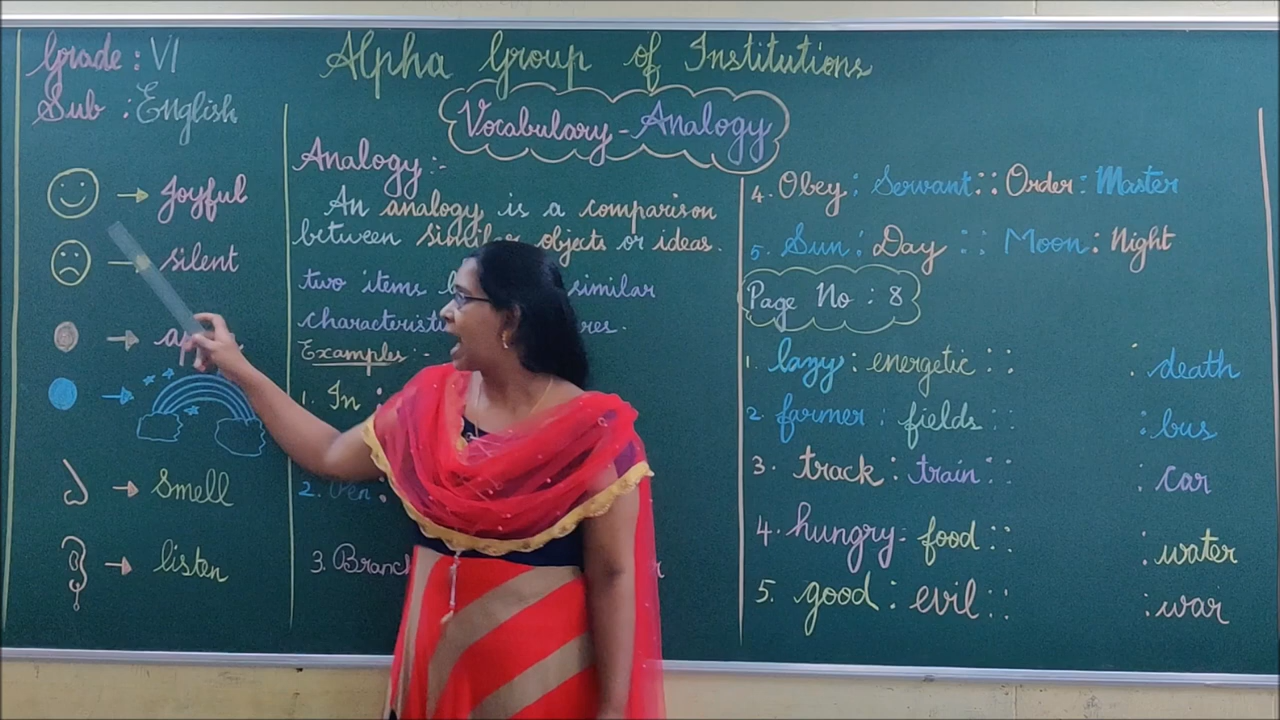 Grade : VI
Sub : English
Alpha Group of Institutions
Vocabulary - Analogy
→ Joyful
→ silent
→
→
→ Smell
→ listen
Analogy :-
An analogy is a comparison
between similar objects or ideas.
two items similar
Examples :-
1. In
2. Pen :
3. Branch
4. Obey : Servant :: Order : Master
5. Sun : Day :: Moon : Night
Page No : 8
1. lazy : energetic :: : death
2. farmer : fields :: : bus
3. track : train :: : car
4. hungry : food :: : water
5. good : evil :: : war